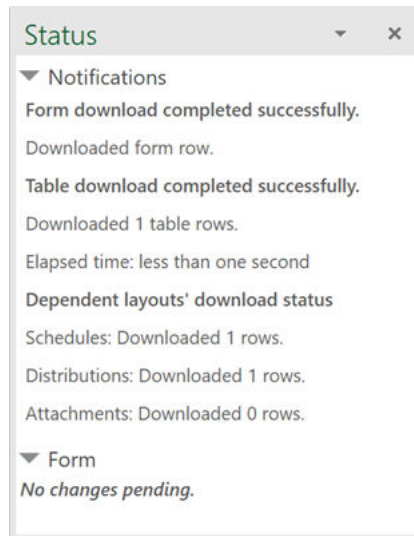 Status
Notifications
Form download completed successfully.
Downloaded form row.
Table download completed successfully.
Downloaded 1 table rows.
Elapsed time: less than one second
Dependent layouts' download status
Schedules: Downloaded 1 rows.
Distributions: Downloaded 1 rows.
Attachments: Downloaded 0 rows.
Form
No changes pending.